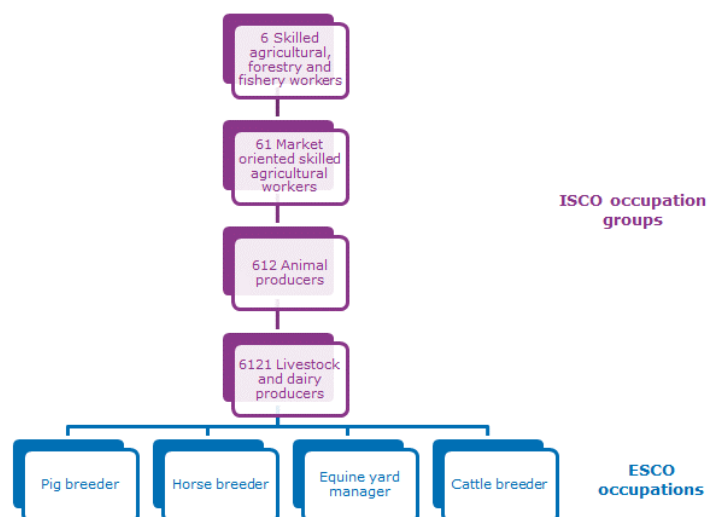 6 Skilled
agricultural,
forestry and
fishery workers
61 Market
oriented skilled
agricultural
workers
ISCO occupation
groups
612 Animal
producers
6121 Livestock
and dairy
producers
Pig breeder
Horse breeder
Equine yard
manager
Cattle breeder
ESCO
occupations